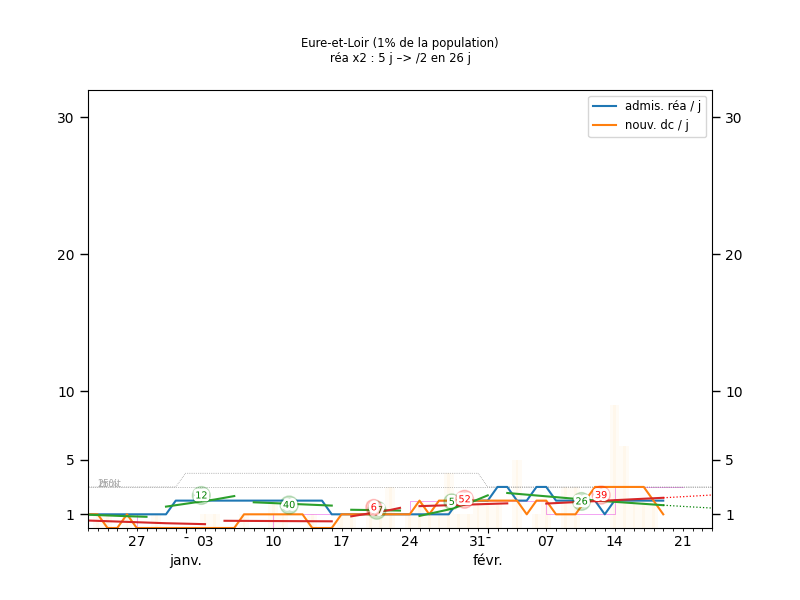 Eure-et-Loir (1% de la population)
réa x2 : 5 j –> /2 en 26 j
admis. réa / j
nouv. dc / j
30 30
20 20
10 10
5 5
1 1
12 40 6 5 52 26 39
27 03 10 17 24 31 07 14 21
janv. févr.